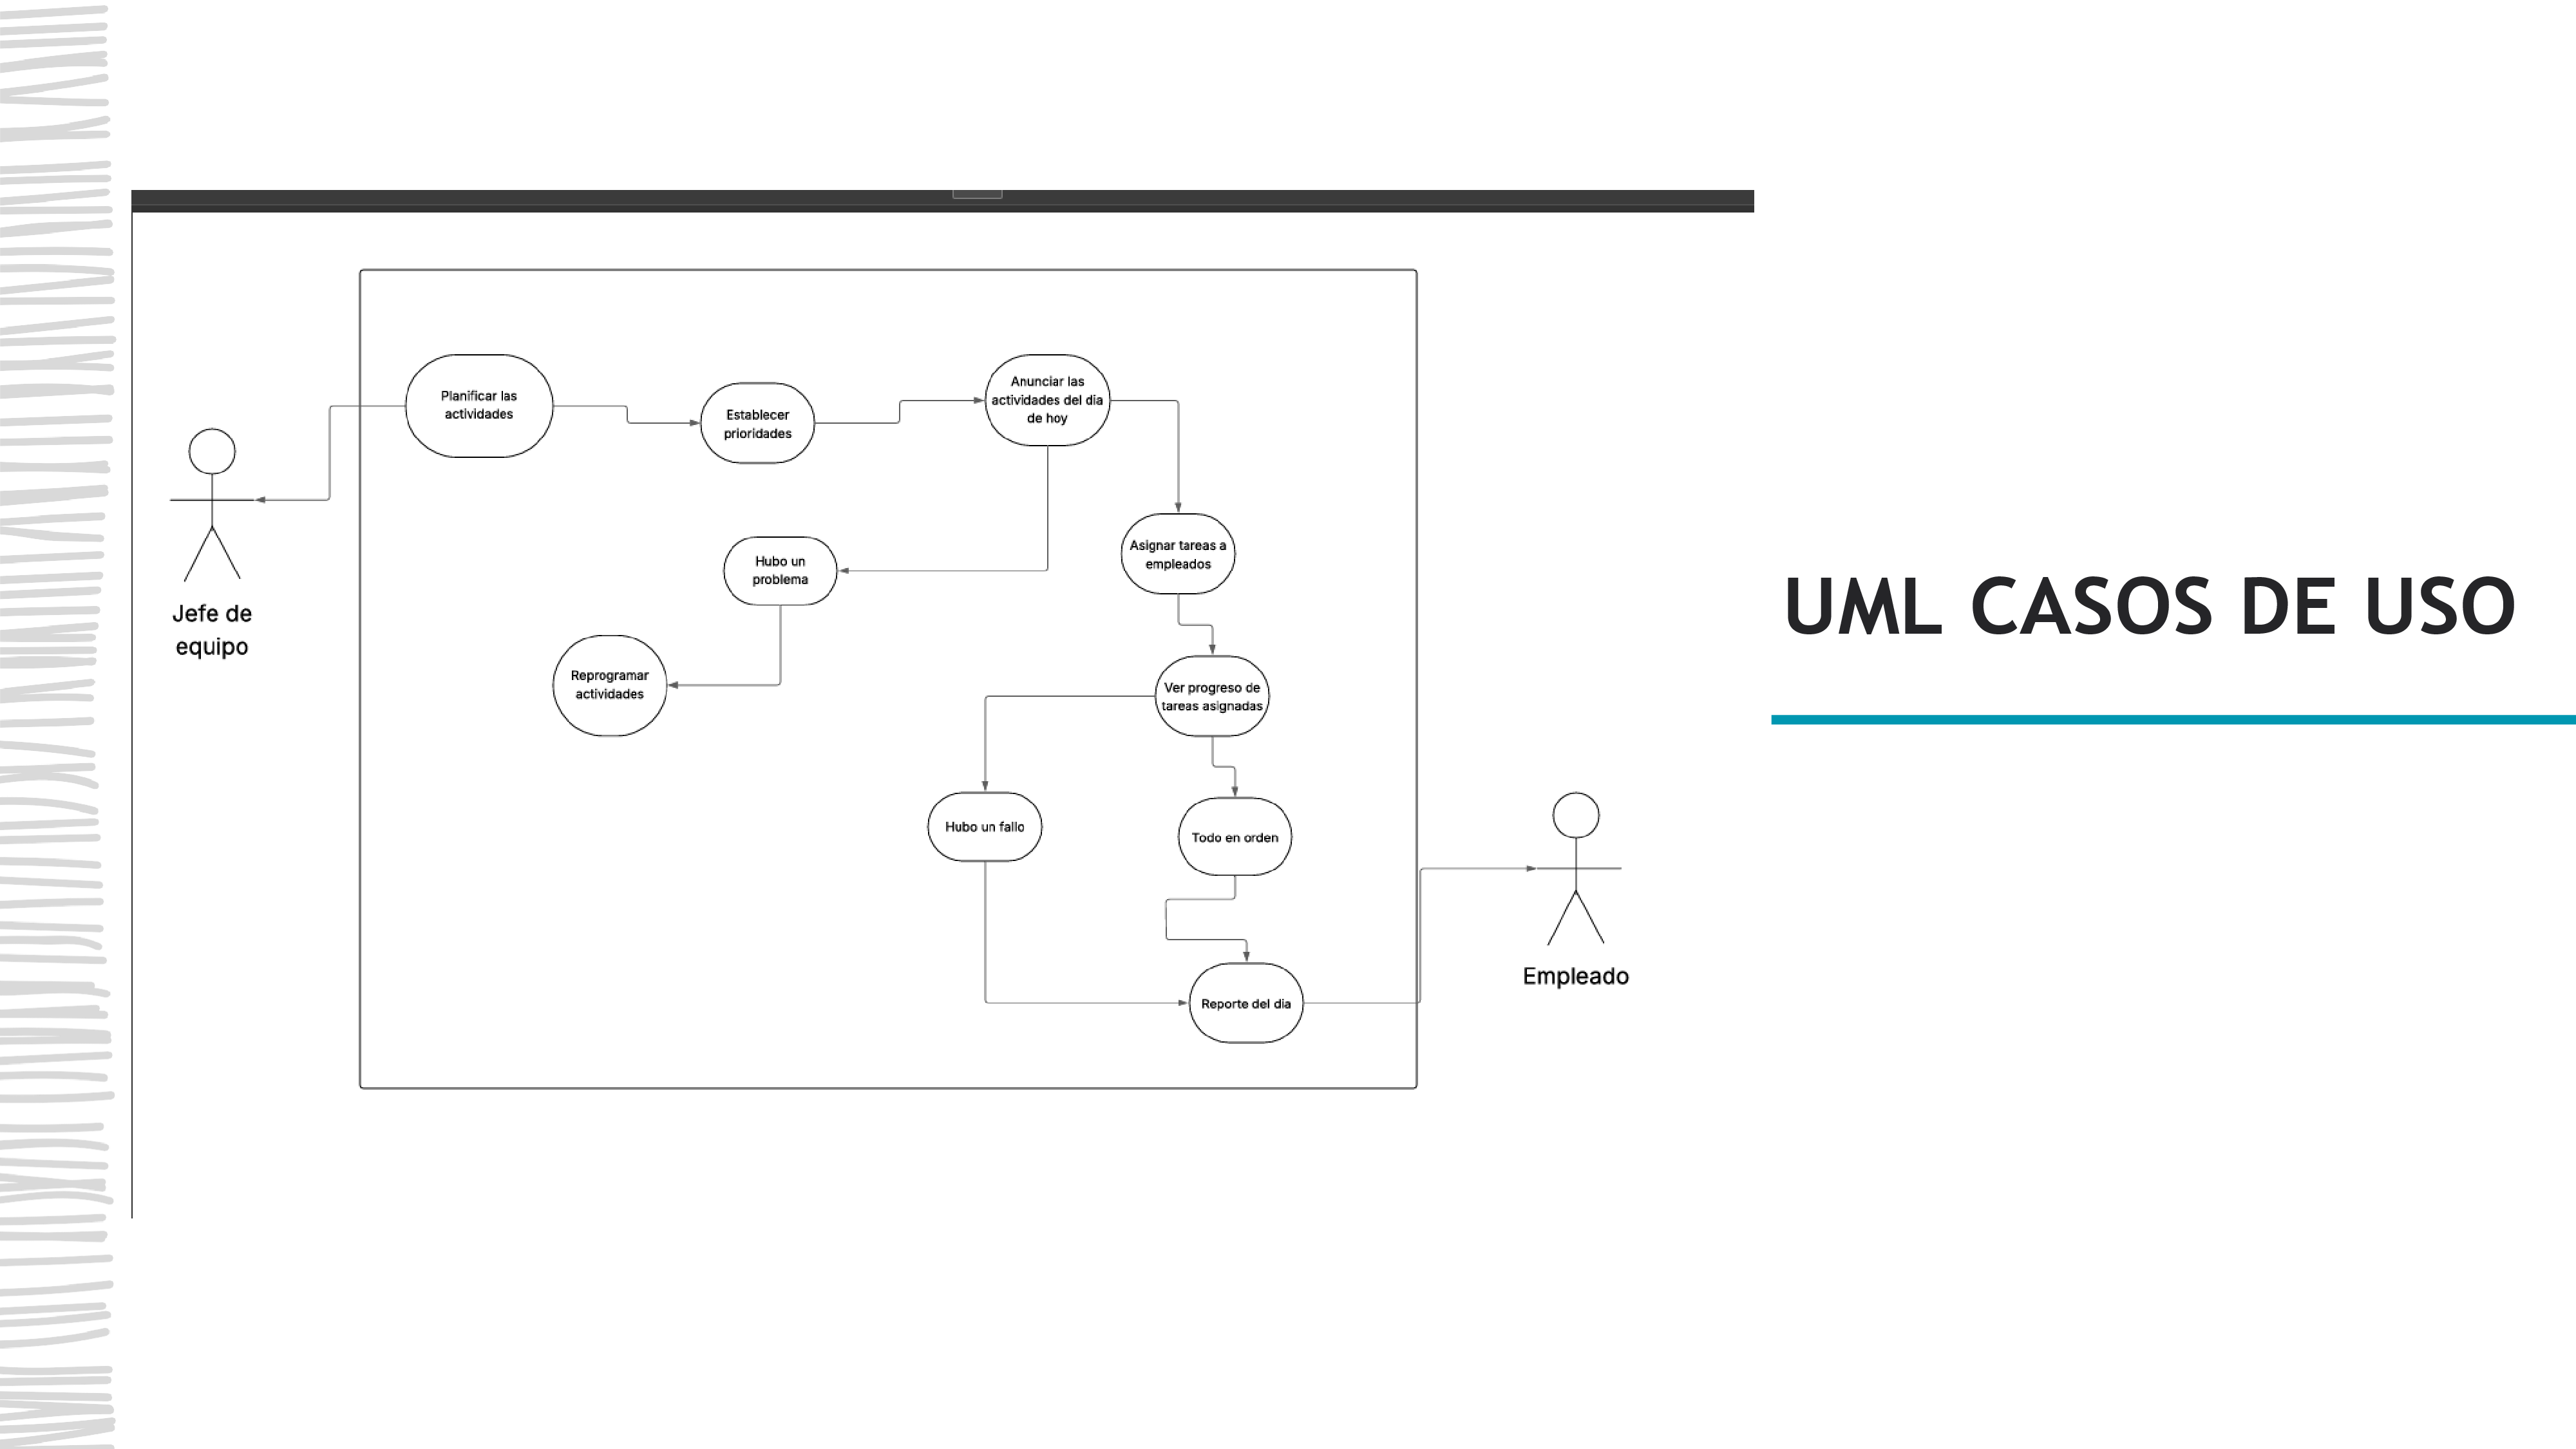 Planificar las
actividades
Establecer
prioridades
Anunciar las
actividades del dia
de hoy
Jefe de
equipo
Hubo un
problema
Asignar tareas a
empleados
Reprogramar
actividades
Ver progreso de
tareas asignadas
Hubo un fallo
Todo en orden
Reporte del dia
Empleado
UML CASOS DE USO